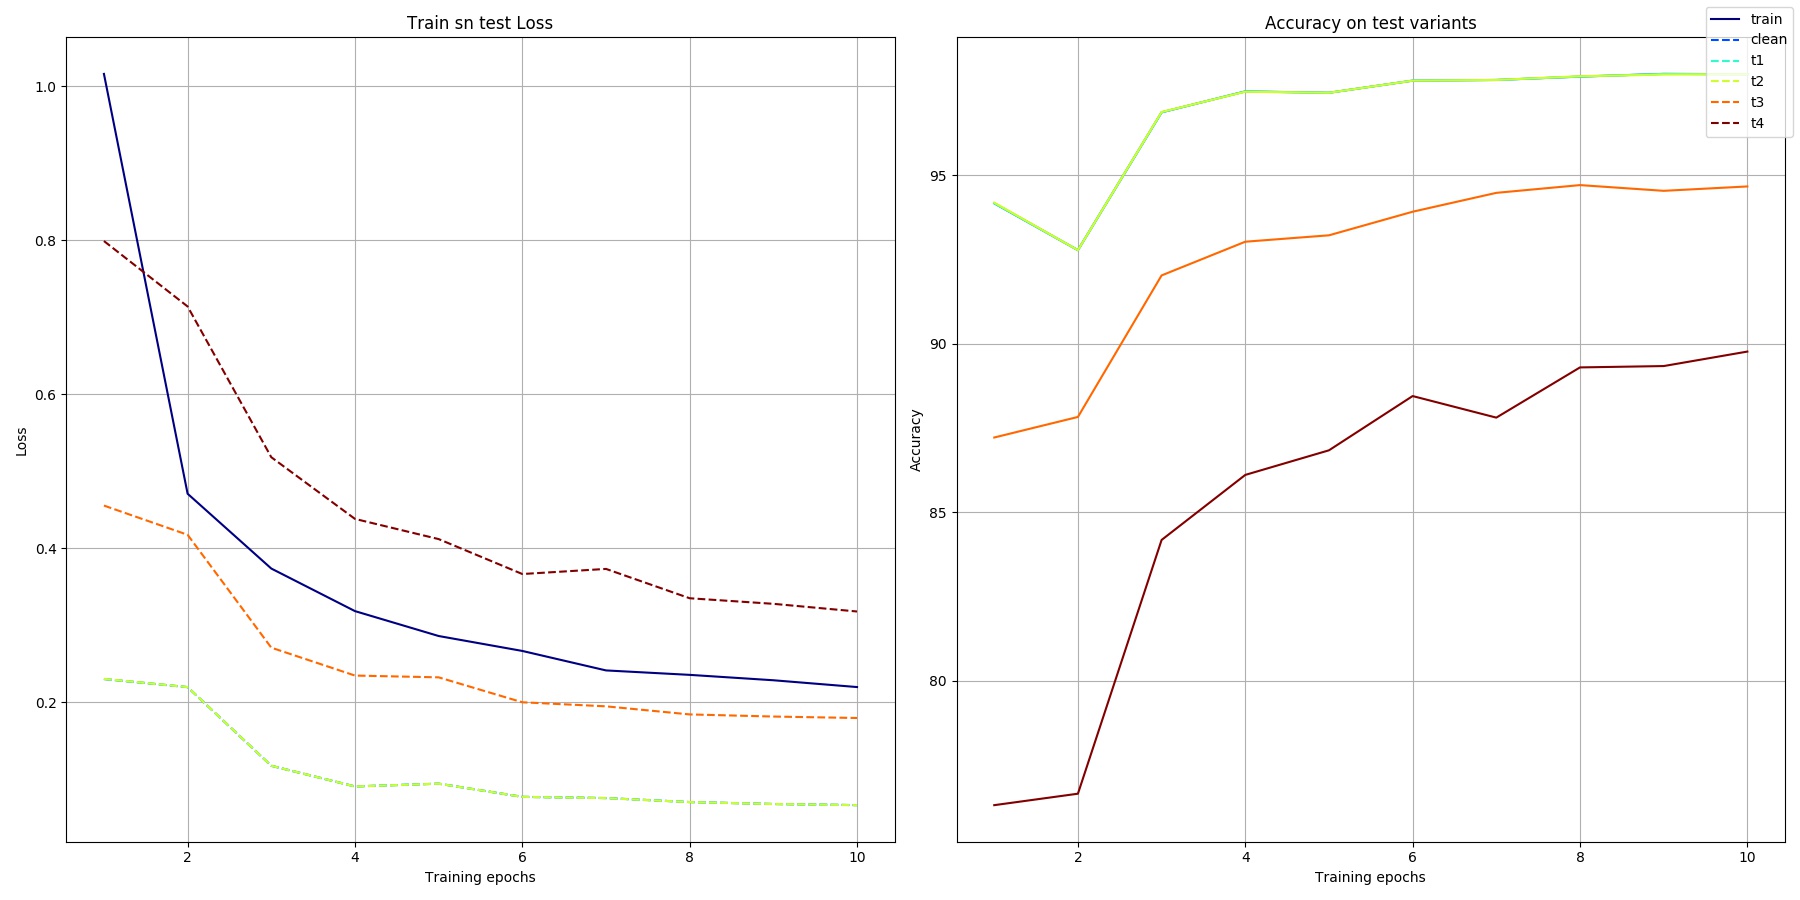 Train sn test Loss
1.0
0.8
0.6
0.4
0.2
Loss
2 4 6 8 10
Training epochs
Accuracy on test variants
95
90
85
80
Accuracy
2 4 6 8 10
Training epochs
train
clean
t1
t2
t3
t4